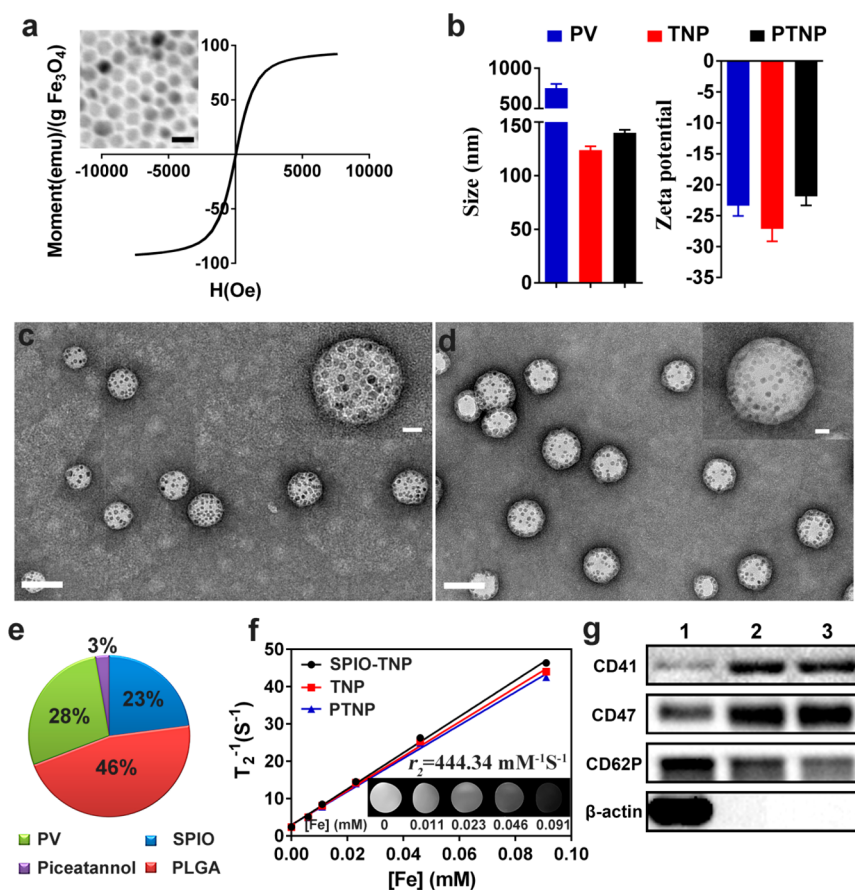 a
Moment(emu)/(g Fe3O4)
100
50
-10000
-5000
5000
10000
-50
-100
H(Oe)
b
PV
TNP
PTNP
Size (nm)
1000
500
150
100
50
0
Zeta potential
0
-5
-10
-15
-20
-25
-30
-35
c
d
e
3%
23%
28%
46%
PV
SPIO
Piceatannol
PLGA
f
T2-1(S-1)
50
40
30
20
10
0
SPIO-TNP
TNP
PTNP
r2=444.34 mM-1S-1
[Fe] (mM)
0
0.011
0.023
0.046
0.091
0.00
0.02
0.04
0.06
0.08
0.10
[Fe] (mM)
g
1
2
3
CD41
CD47
CD62P
β-actin